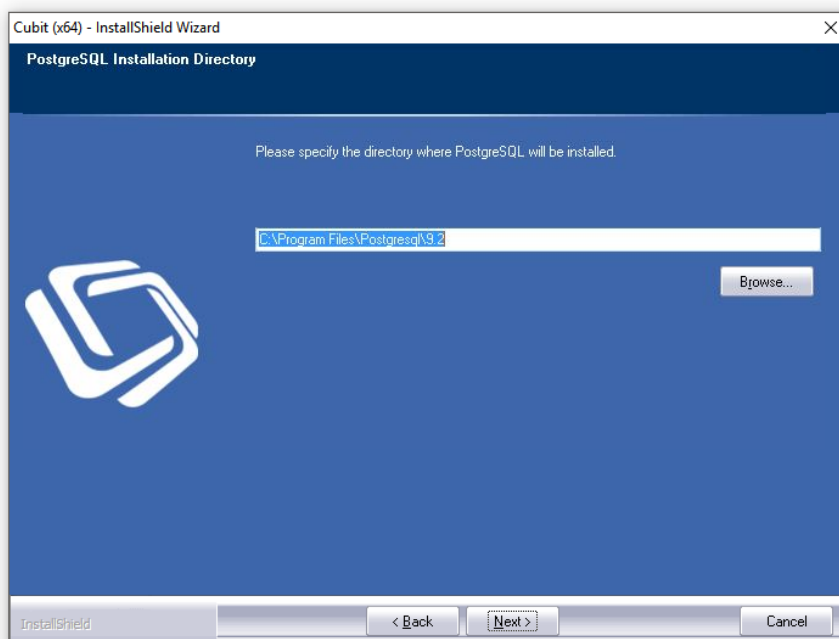 Cubit (x64) - InstallShield Wizard
PostgreSQL Installation Directory
Please specify the directory where PostgreSQL will be installed.
C:\Program Files\Postgresql\9.2
Browse...
InstallShield
< Back
Next >
Cancel